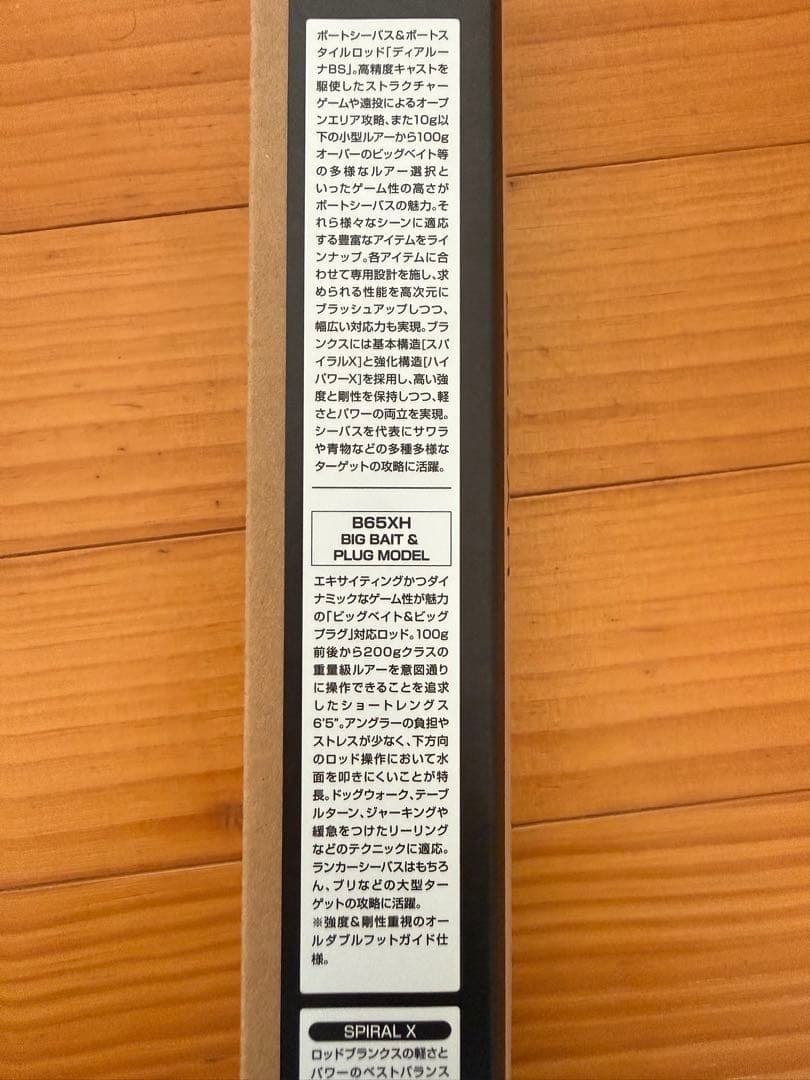 ボートシーバス&ボートス
タイルロッド「ディアルー
ナBS」。高精度キャストを
駆使したストラクチャー
ゲームや遠投によるオープ
ンエリア攻略、また10g以
下の小型ルアーから100g
オーバーのビッグベイト等
の多様なルアー選択と
いったゲーム性の高さが
ボートシーバスの魅力。そ
れら様々なシーンに適応
する豊富なアイテムをライ
ンナップ。各アイテムに合
わせて専用設計を施し、求
められる性能を高次元に
ブラッシュアップしつつ、
幅広い対応力も実現。ブラ
ンクスには基本構造[スパ
イラルX]と強化構造[ハイ
パワーX]を採用し、高い強
度と剛性を保持しつつ、軽
さとパワーの両立を実現。
シーバスを代表にサワラ
や青物などの多種多様な
ターゲットの攻略に活躍。
B65XH
BIG BAIT &
PLUG MODEL
エキサイティングかつダイ
ナミックなゲーム性が魅力
の「ビッグベイト&ビッグ
プラグ」対応ロッド。100g
前後から200gクラスの
重量級ルアーを意図通り
に操作できることを追求
したショートレングス
6'5"。アングラーの負担や
ストレスが少なく、下方向
のロッド操作において水
面を叩きにくいことが特
長。ドッグウォーク、テーブ
ルターン、ジャーキングや
緩急をつけたリーリング
などのテクニックに適応。
ランカーシーバスはもちろ
ん、ブリなどの大型ター
ゲットの攻略に活躍。
※強度&剛性重視のオー
ルダブルフットガイド仕
様。
SPIRAL X
ロッドブランクスの軽さと
パワーのベストバランス